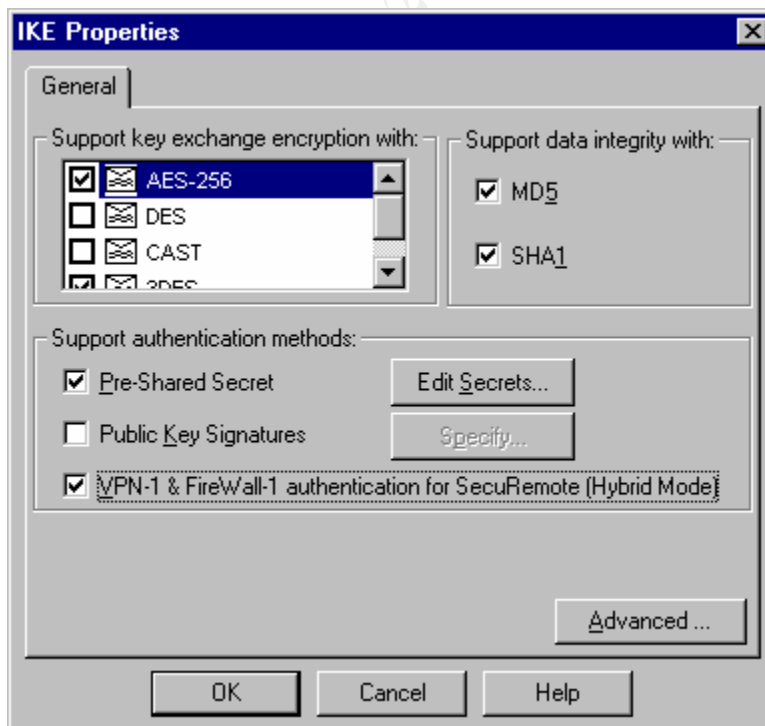 IKE Properties
General
Support key exchange encryption with:
AES-256
DES
CAST
3DES
Support data integrity with:
MD5
SHA1
Support authentication methods:
Pre-Shared Secret
Edit Secrets...
Public Key Signatures
Specify...
VPN-1 & FireWall-1 authentication for SecuRemote (Hybrid Mode)
Advanced ...
OK
Cancel
Help